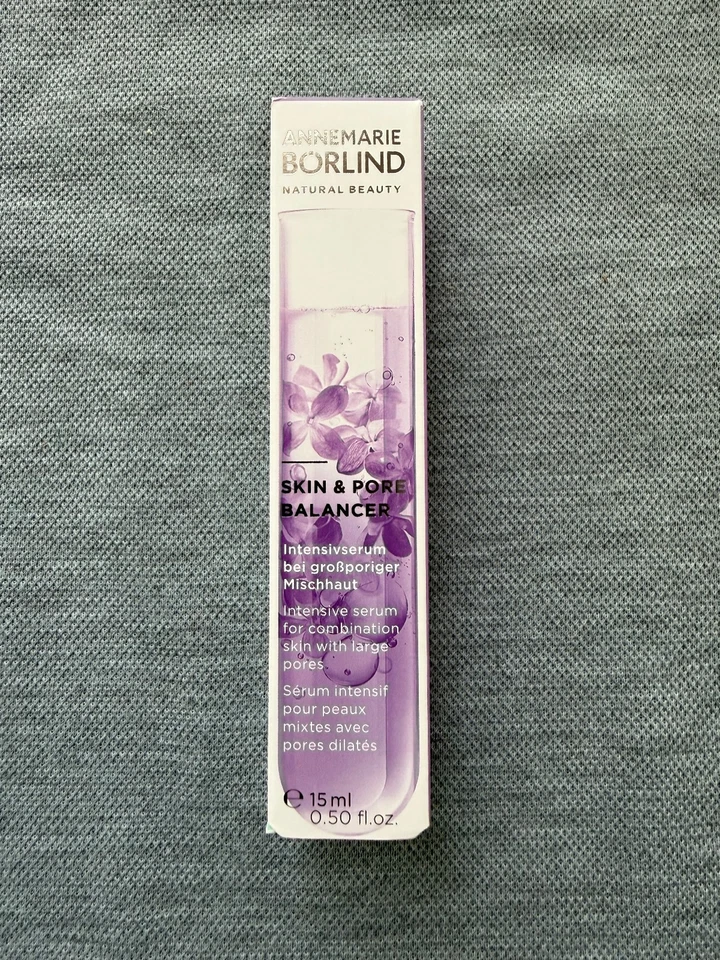 ANNEMARIE
BÖRLIND
NATURAL BEAUTY
SKIN & PORE
BALANCER
Intensivserum
bei großporiger
Mischhaut
Intensive serum
for combination
skin with large
pores
Sérum intensif
pour peaux
mixtes avec
pores dilatés
℮ 15 ml
0.50 fl.oz.